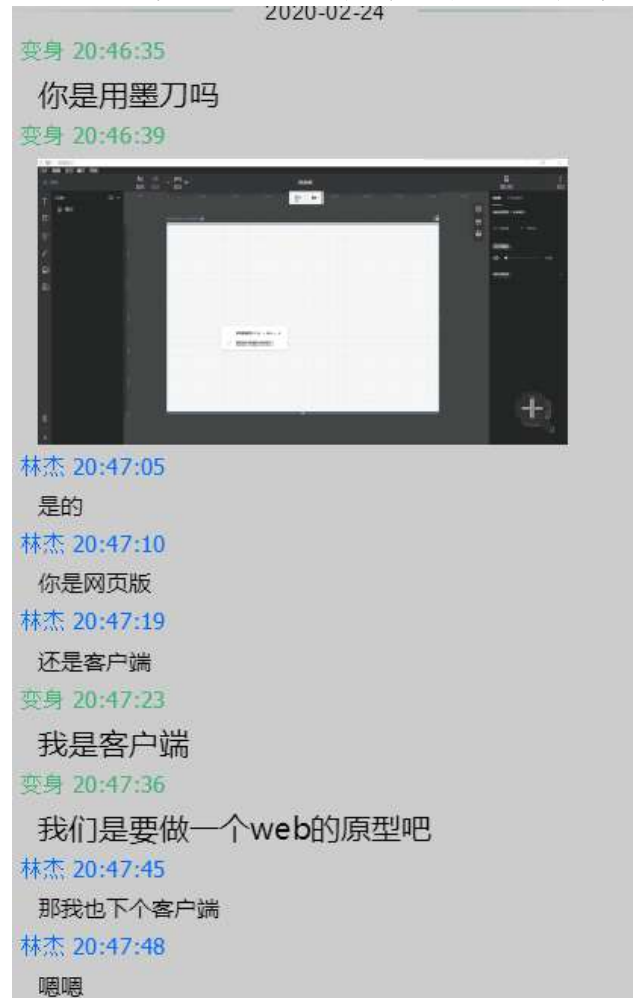 2020-02-24
变身 20:46:35
你是用墨刀吗
变身 20:46:39
林杰 20:47:05
是的
林杰 20:47:10
你是网页版
林杰 20:47:19
还是客户端
变身 20:47:23
我是客户端
变身 20:47:36
我们是要做一个web的原型吧
林杰 20:47:45
那我也下个客户端
林杰 20:47:48
嗯嗯